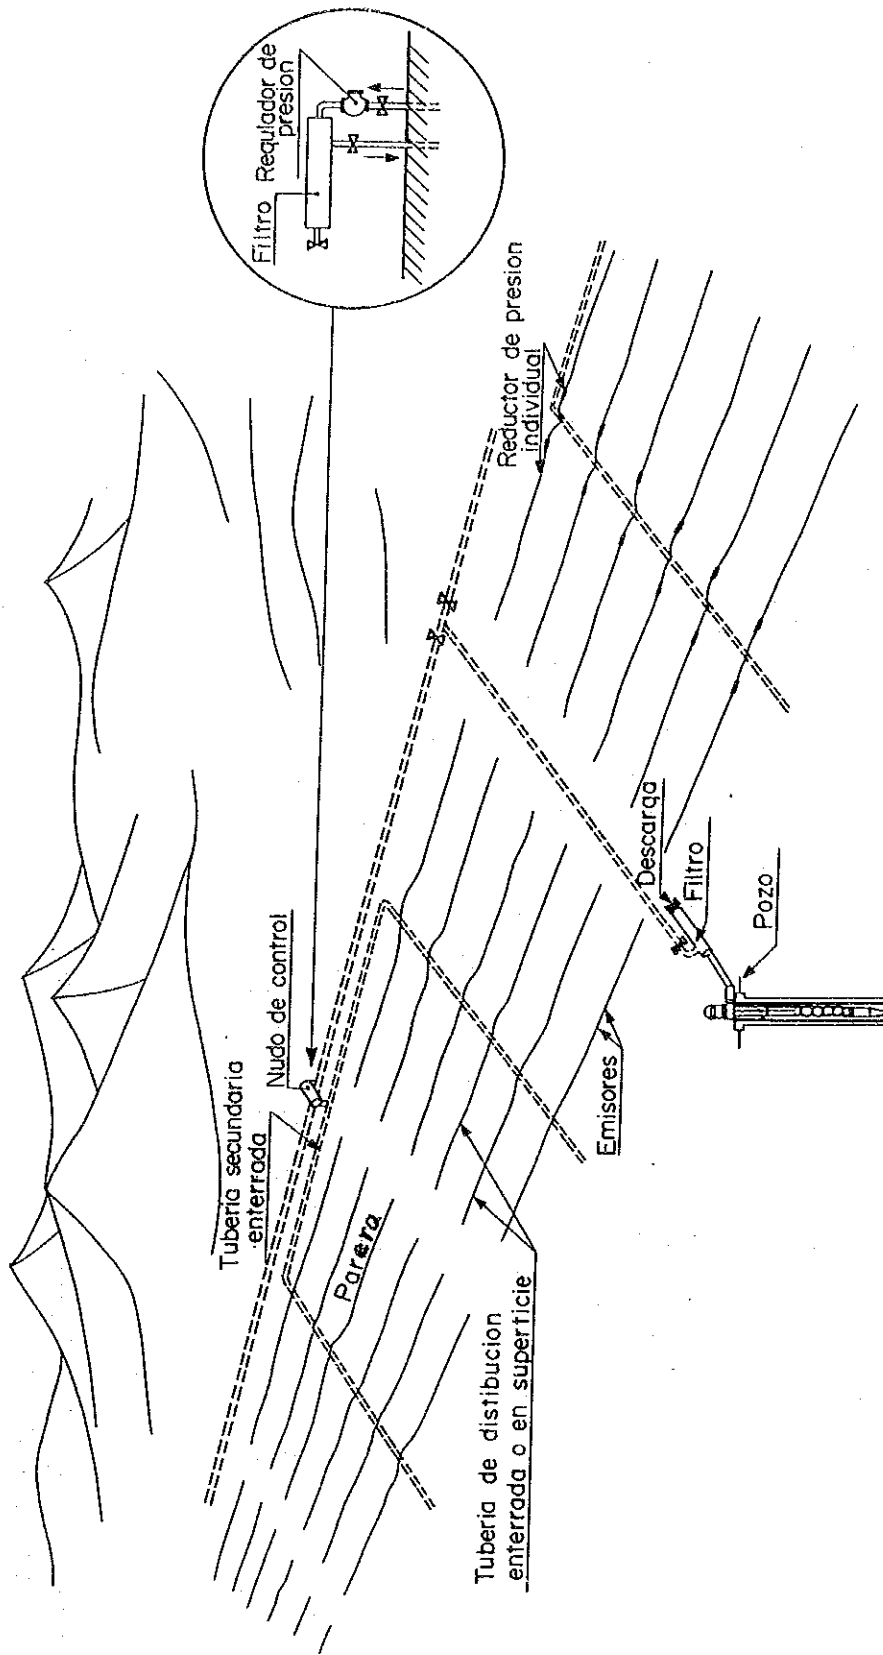 Filtro
Regulador de
presion
Reductor de presion
individual
Nudo de control
Tuberia secundaria
enterrada
Parera
Descarga
Filtro
Pozo
Emisores
Tuberia de distibucion
enterrada o en superficie